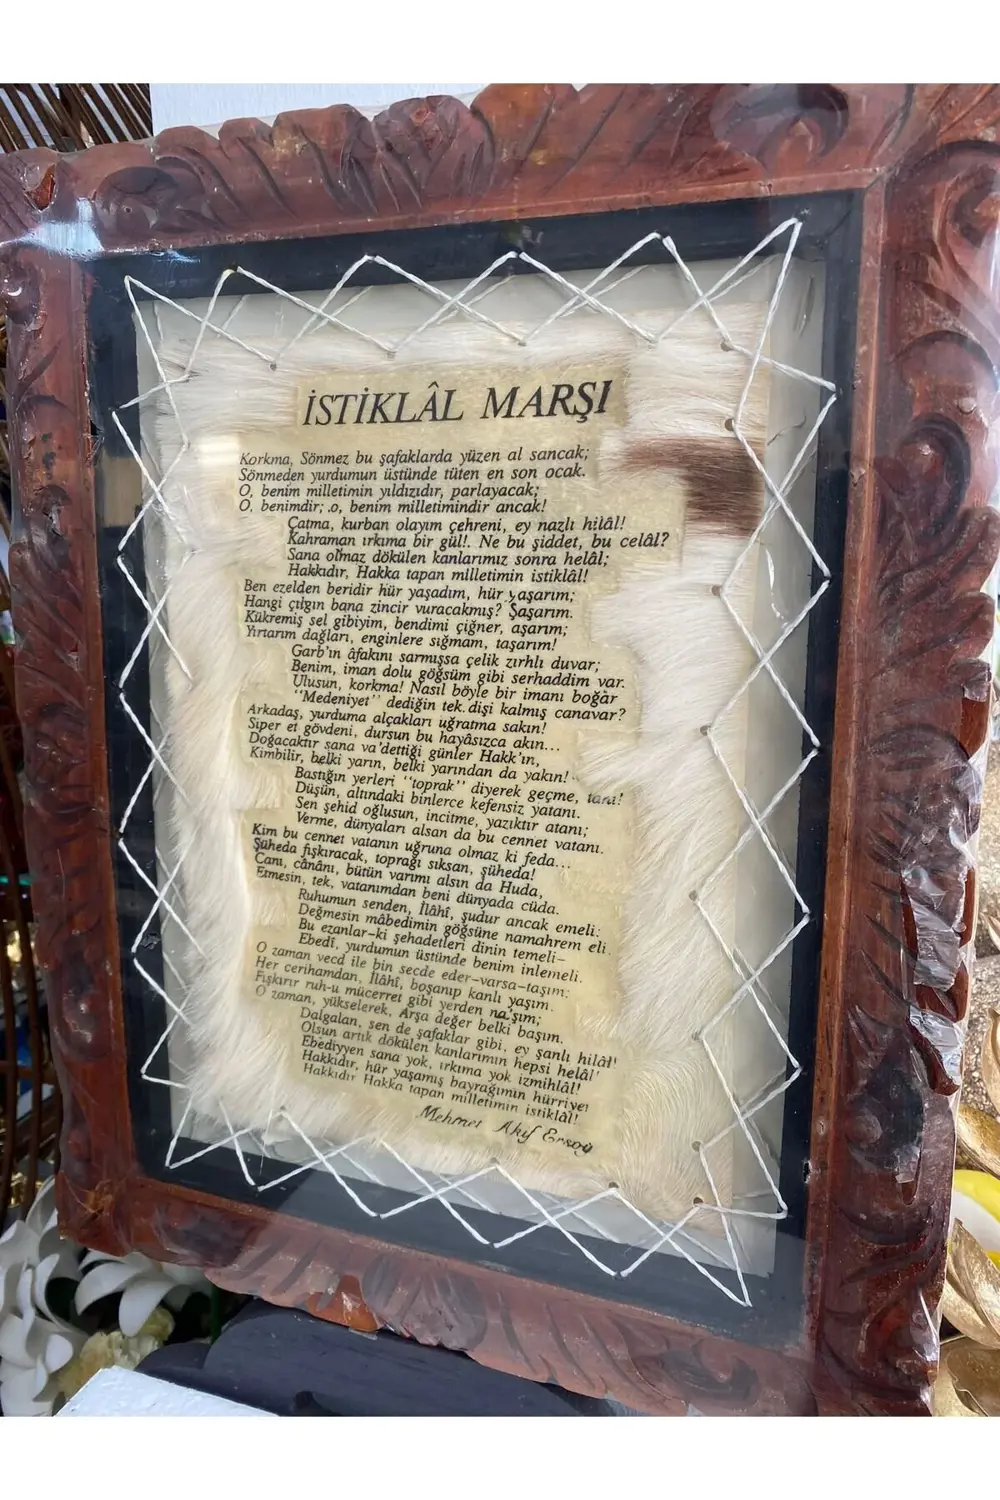 İSTİKLÂL MARŞI
Korkma, Sönmez bu şafaklarda yüzen al sancak;
Sönmeden yurdumun üstünde tüten en son ocak.
O, benim milletimin yıldızıdır, parlayacak;
O, benimdir; .o, benim milletimindir ancak!
Çatma, kurban olayım çehreni, ey nazlı hilâl!
Kahraman ırkıma bir gül!. Ne bu şiddet, bu celâl?
Sana olmaz dökülen kanlarımız sonra helâl;
Hakkıdır, Hakka tapan milletimin istiklâl!
Ben ezelden beridir hür yaşadım, hür yaşarım;
Hangi çılgın bana zincir vuracakmış? Şaşarım.
Kükremiş sel gibiyim, bendimi çiğner, aşarım;
Yırtarım dağları, enginlere sığmam, taşarım!
Garb'ın âfakını sarmışsa çelik zırhlı duvar;
Benim, iman dolu göğsüm gibi serhaddim var.
Ulusun, korkma! Nasıl böyle bir imanı boğar
"Medeniyet" dediğin tek dişi kalmış canavar?
Arkadaş, yurduma alçakları uğratma sakın!
Siper et gövdeni, dursun bu hayâsızca akın...
Doğacaktır sana va'dettiği günler Hakk'ın,
Kimbilir, belki yarın, belki yarından da yakın!
Bastığın yerleri "toprak" diyerek geçme, tanı!
Düşün, altındaki binlerce kefensiz yatanı.
Sen şehid oğlusun, incitme, yazıktır atanı;
Verme, dünyaları alsan da bu cennet vatanı.
Kim bu cennet vatanın uğruna olmaz ki feda...
Şüheda fışkıracak, toprağı sıksan, şüheda!
Canı, cânânı, bütün varımı alsın da Huda,
Etmesin, tek, vatanımdan beni dünyada cüda.
Ruhumun senden, İlâhî, şudur ancak emeli:
Değmesin mâbedimin göğsüne namahrem eli.
Bu ezanlar-ki şehadetleri dinin temeli-
Ebedî, yurdumun üstünde benim inlemeli.
O zaman vecd ile bin secde eder-varsa-taşım;
Her cerihamdan, İlâhî, boşanıp kanlı yaşım.
Fışkırır ruh-u mücerret gibi yerden na'şım;
O zaman, yükselerek, Arşa değer belki başım.
Dalgalan, sen de şafaklar gibi, ey şanlı hilâl!
Olsun artık dökülen kanlarımın hepsi helâl!
Ebediyyen sana yok, ırkıma yok izmihlâl!
Hakkıdır, hür yaşamış bayrağımın hürriyet
Hakkıdır Hakka tapan milletimin istiklâl!
Mehmet Akif Ersoy